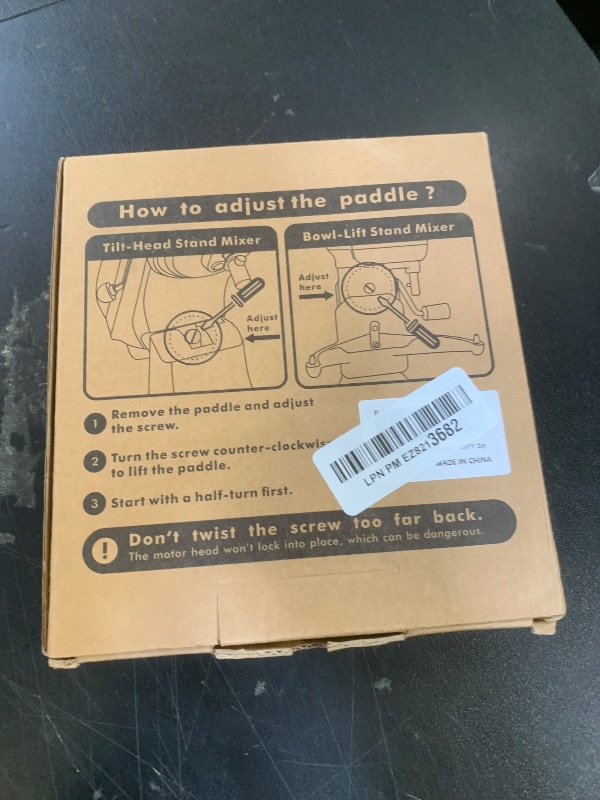 How to adjust the paddle ?
Tilt-Head Stand Mixer
Adjust
here
Bowl-Lift Stand Mixer
Adjust
here
1 Remove the paddle and adjust
the screw.
2 Turn the screw counter-clockwis
to lift the paddle.
3 Start with a half-turn first.
LPN PM EZ8213682
MADE IN CHINA
! Don't twist the screw too far back.
The motor head won't lock into place, which can be dangerous.